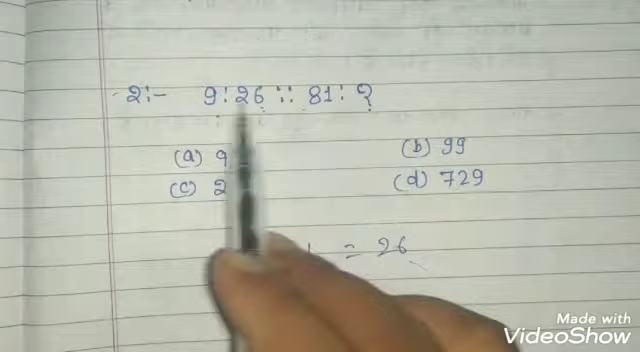 2:- 9:26 :: 81: ?
(a) 9 (b) 99
(c) 2 (d) 729
= 26
Made with
VideoShow